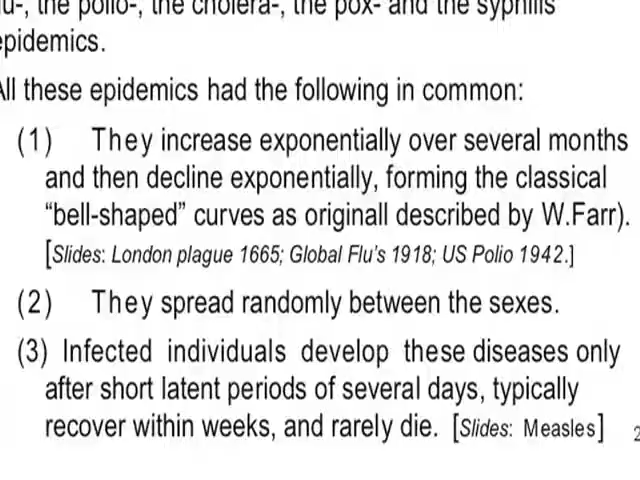 the polio-, the cholera-, the pox- and the syphilis
epidemics.
All these epidemics had the following in common:
(1) They increase exponentially over several months
and then decline exponentially, forming the classical
“bell-shaped” curves as originall described by W.Farr).
[Slides: London plague 1665; Global Flu’s 1918; US Polio 1942.]
(2) They spread randomly between the sexes.
(3) Infected individuals develop these diseases only
after short latent periods of several days, typically
recover within weeks, and rarely die. [Slides: Measles]